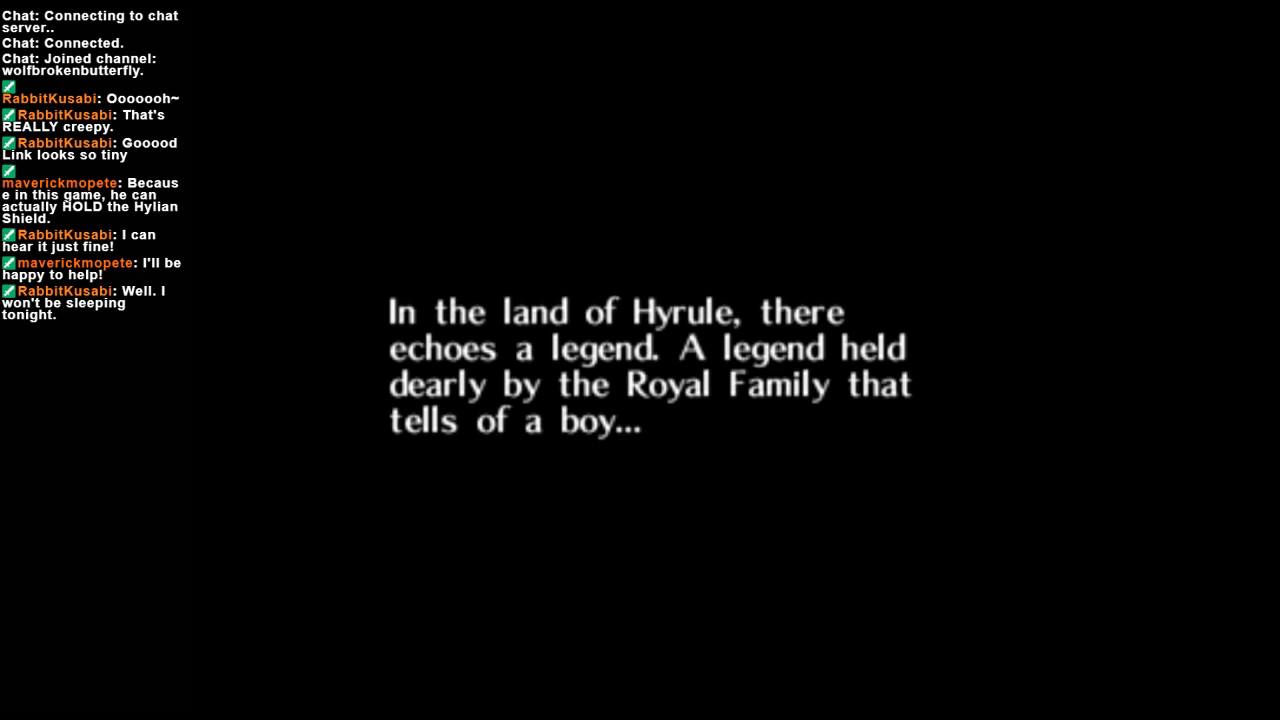 Chat: Connecting to chat
server..
Chat: Connected.
Chat: Joined channel:
wolfbrokenbutterfly.
RabbitKusabi: Ooooooh~
RabbitKusabi: That's
REALLY creepy.
RabbitKusabi: Gooood
Link looks so tiny
maverickmopete: Becaus
e in this game, he can
actually HOLD the Hylian
Shield.
RabbitKusabi: I can
hear it just fine!
maverickmopete: I'll be
happy to help!
RabbitKusabi: Well. I
won't be sleeping
tonight.
In the land of Hyrule, there
echoes a legend. A legend held
dearly by the Royal Family that
tells of a boy...